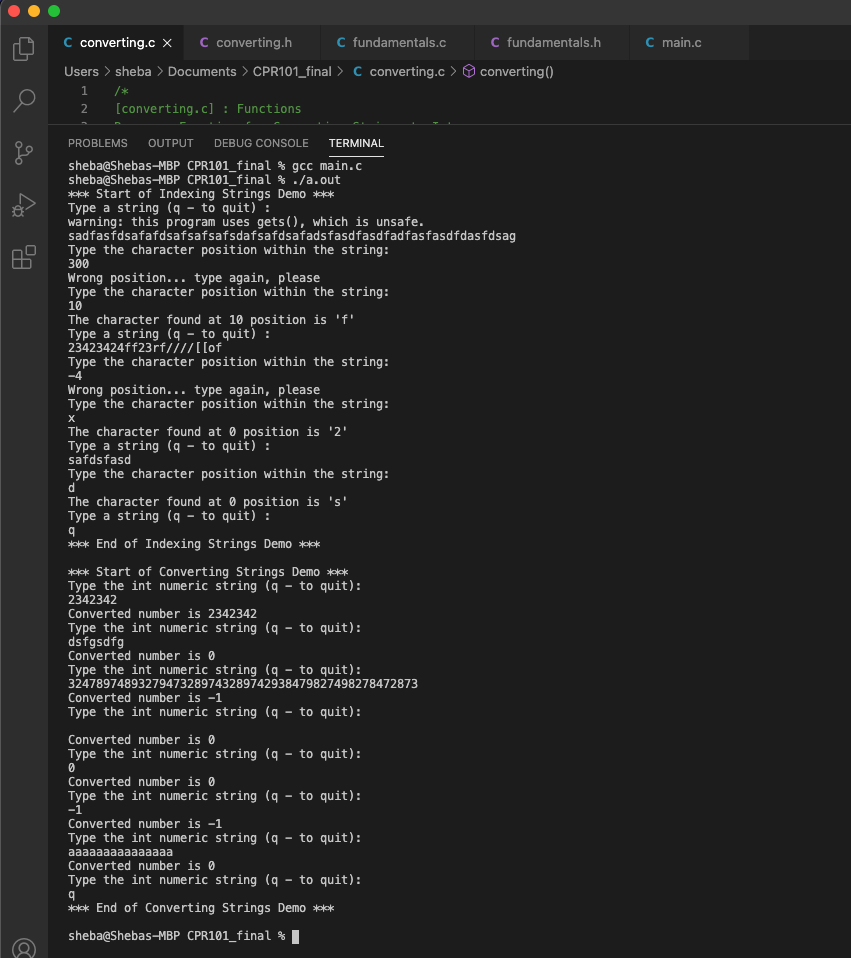 C converting.c ×
C converting.h
C fundamentals.c
C fundamentals.h
C main.c
Users > sheba > Documents > CPR101_final > C converting.c > converting()
1 /*
2 [converting.c] : Functions
PROBLEMS OUTPUT DEBUG CONSOLE TERMINAL
sheba@Shebas-MBP CPR101_final % gcc main.c
sheba@Shebas-MBP CPR101_final % ./a.out
*** Start of Indexing Strings Demo ***
Type a string (q - to quit) :
warning: this program uses gets(), which is unsafe.
sadfasfdsafafdsafsafsafsdafsafdsafadsfasdfasdfadfasfasdfdasfdsag
Type the character position within the string:
300
Wrong position... type again, please
Type the character position within the string:
10
The character found at 10 position is 'f'
Type a string (q - to quit) :
23423424ff23rf////[[of
Type the character position within the string:
-4
Wrong position... type again, please
Type the character position within the string:
x
The character found at 0 position is '2'
Type a string (q - to quit) :
safdsfasd
Type the character position within the string:
d
The character found at 0 position is 's'
Type a string (q - to quit) :
q
*** End of Indexing Strings Demo ***
*** Start of Converting Strings Demo ***
Type the int numeric string (q - to quit):
2342342
Converted number is 2342342
Type the int numeric string (q - to quit):
dsfgsdfg
Converted number is 0
Type the int numeric string (q - to quit):
32478974893279473289743289742938479827498278472873
Converted number is -1
Type the int numeric string (q - to quit):
Converted number is 0
Type the int numeric string (q - to quit):
0
Converted number is 0
Type the int numeric string (q - to quit):
-1
Converted number is -1
Type the int numeric string (q - to quit):
aaaaaaaaaaaaaaa
Converted number is 0
Type the int numeric string (q - to quit):
q
*** End of Converting Strings Demo ***
sheba@Shebas-MBP CPR101_final %